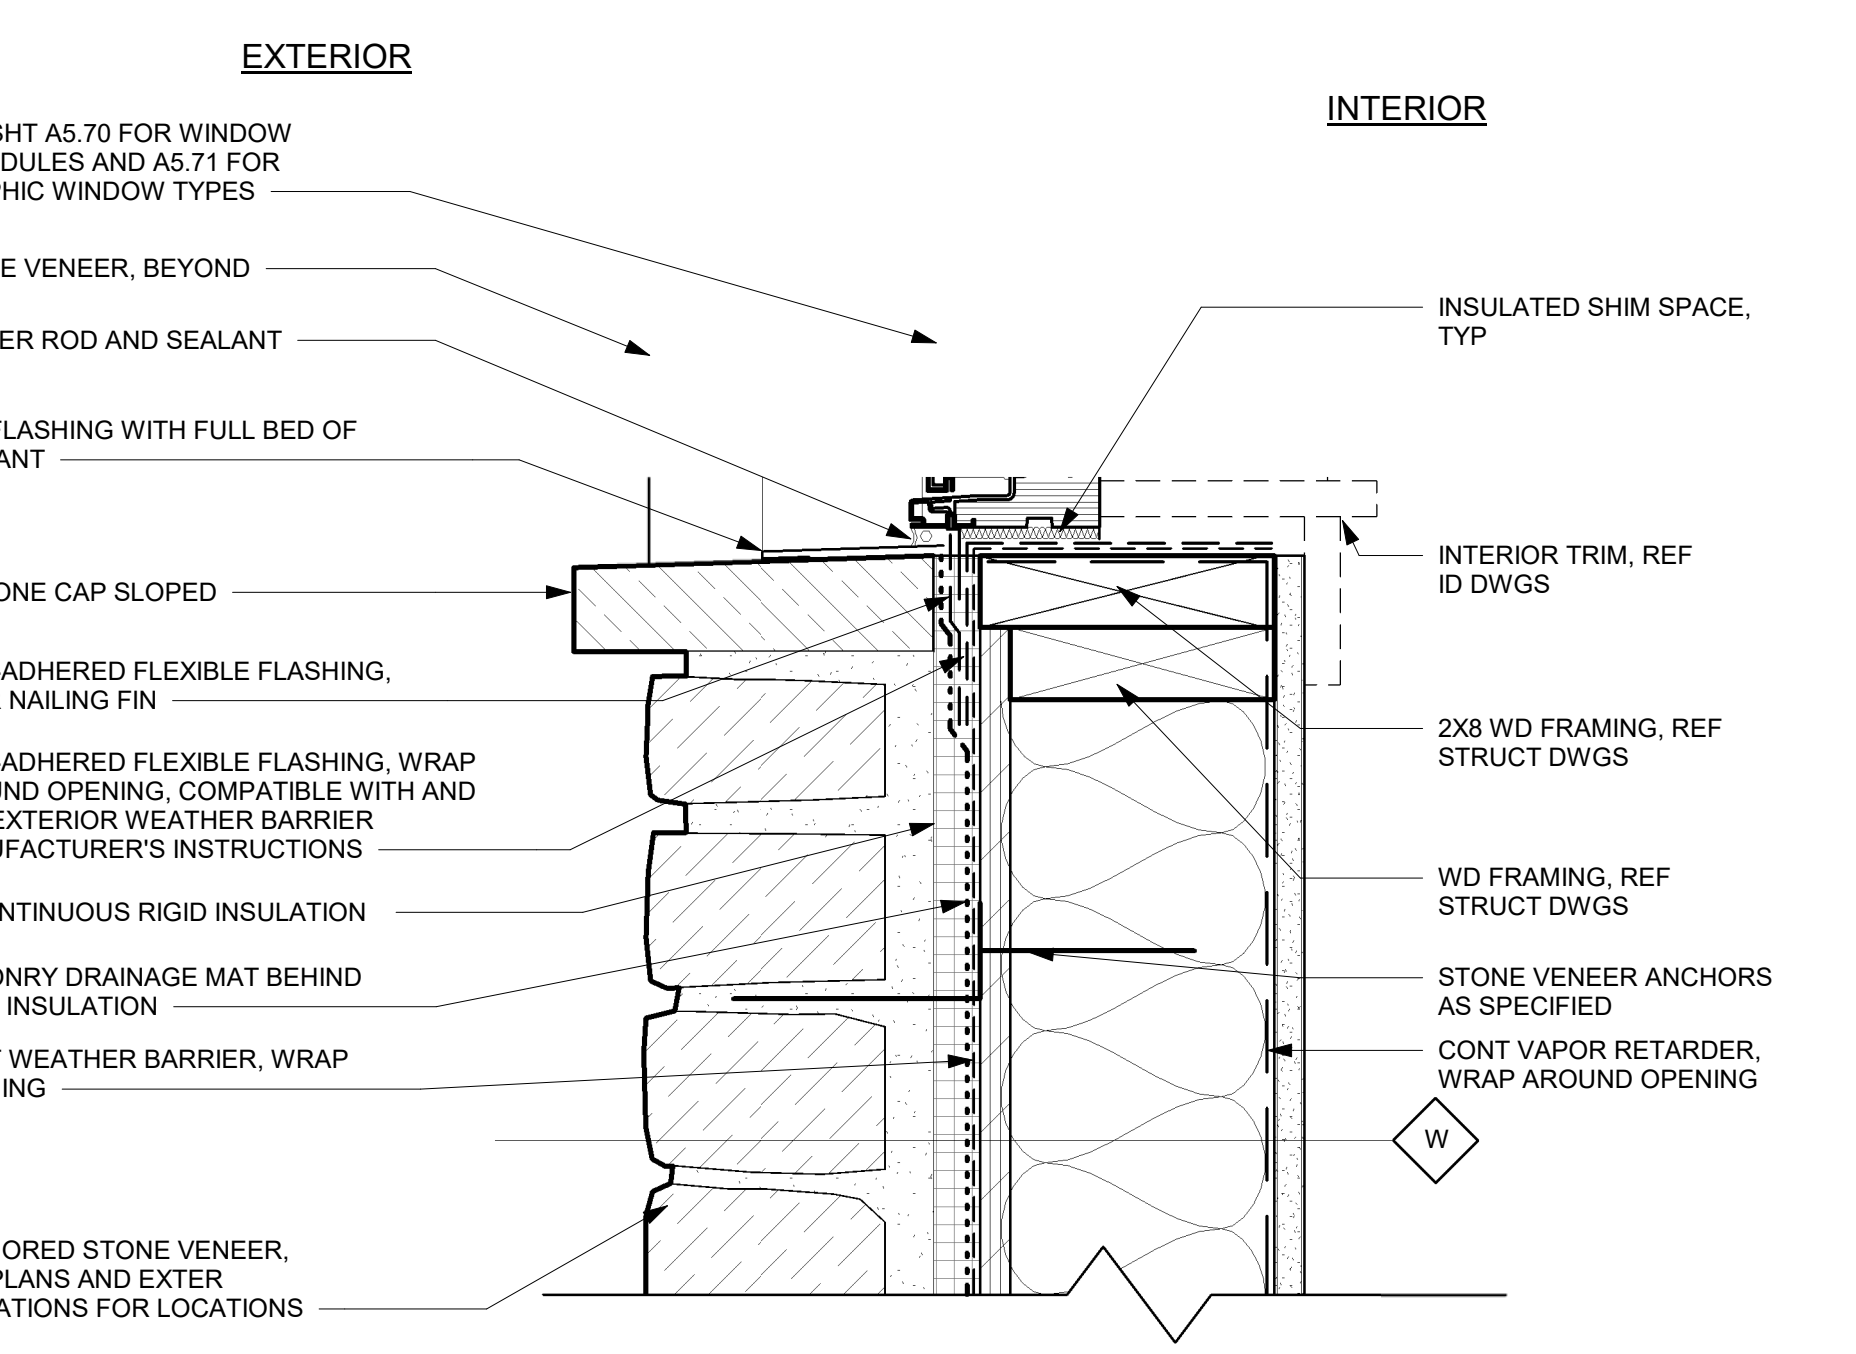 EXTERIOR
INTERIOR
SHT A5.70 FOR WINDOW
DULES AND A5.71 FOR
PHIC WINDOW TYPES
E VENEER, BEYOND
ER ROD AND SEALANT
FLASHING WITH FULL BED OF
ANT
ONE CAP SLOPED
-ADHERED FLEXIBLE FLASHING,
NAILING FIN
-ADHERED FLEXIBLE FLASHING, WRAP
UND OPENING, COMPATIBLE WITH AND
EXTERIOR WEATHER BARRIER
UFACTURER'S INSTRUCTIONS
NTINUOUS RIGID INSULATION
ONRY DRAINAGE MAT BEHIND
INSULATION
WEATHER BARRIER, WRAP
ING
ORED STONE VENEER,
PLANS AND EXTER
ATIONS FOR LOCATIONS
INSULATED SHIM SPACE,
TYP
INTERIOR TRIM, REF
ID DWGS
2X8 WD FRAMING, REF
STRUCT DWGS
WD FRAMING, REF
STRUCT DWGS
STONE VENEER ANCHORS
AS SPECIFIED
CONT VAPOR RETARDER,
WRAP AROUND OPENING
W